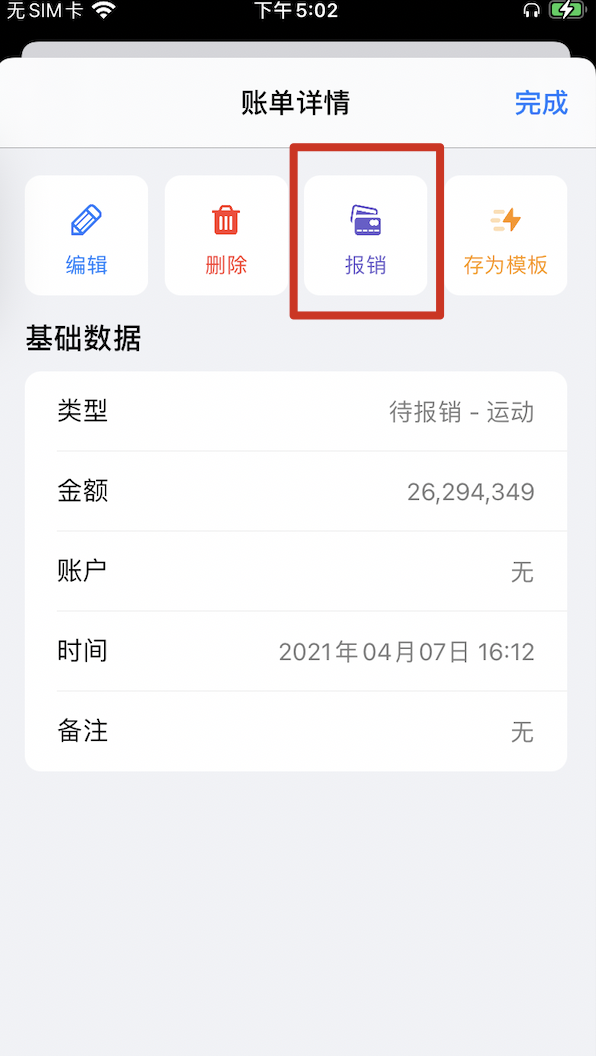 无SIM卡 下午5:02
账单详情 完成
编辑 删除 报销 存为模板
基础数据
类型 待报销 - 运动
金额 26,294,349
账户 无
时间 2021年04月07日 16:12
备注 无